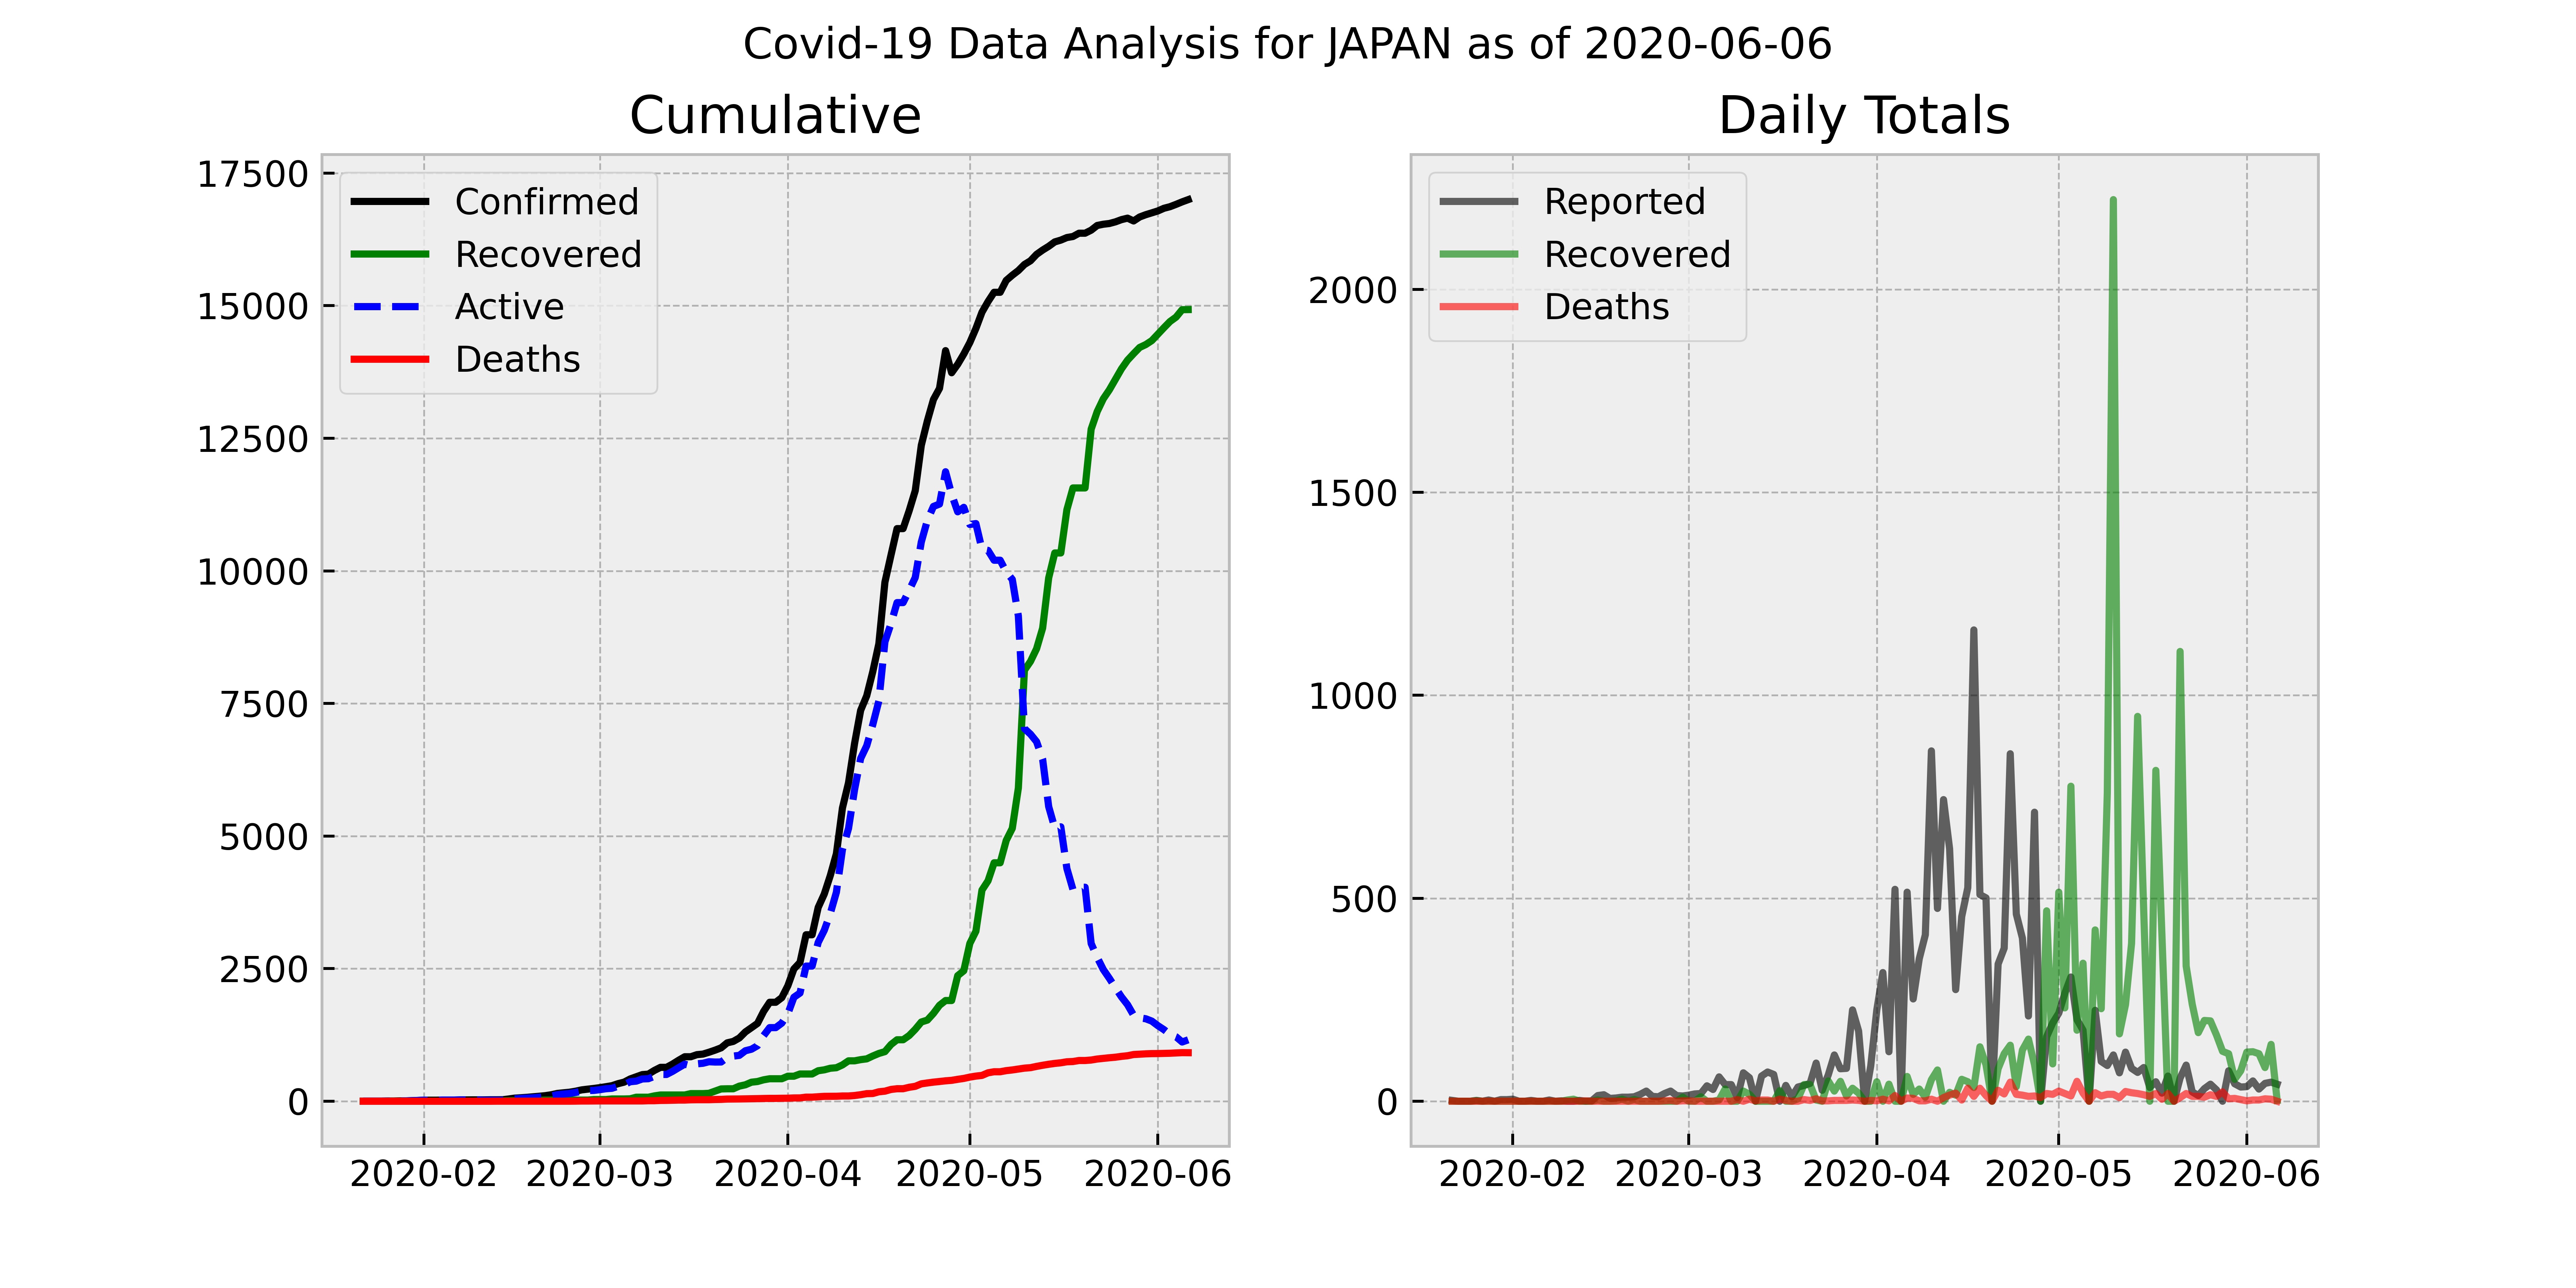 Covid-19 Data Analysis for JAPAN as of 2020-06-06
Cumulative
17500
15000
12500
10000
7500
5000
2500
0
Confirmed
Recovered
Active
Deaths
2020-02 2020-03 2020-04 2020-05 2020-06
Daily Totals
2000
1500
1000
500
0
Reported
Recovered
Deaths
2020-02 2020-03 2020-04 2020-05 2020-06